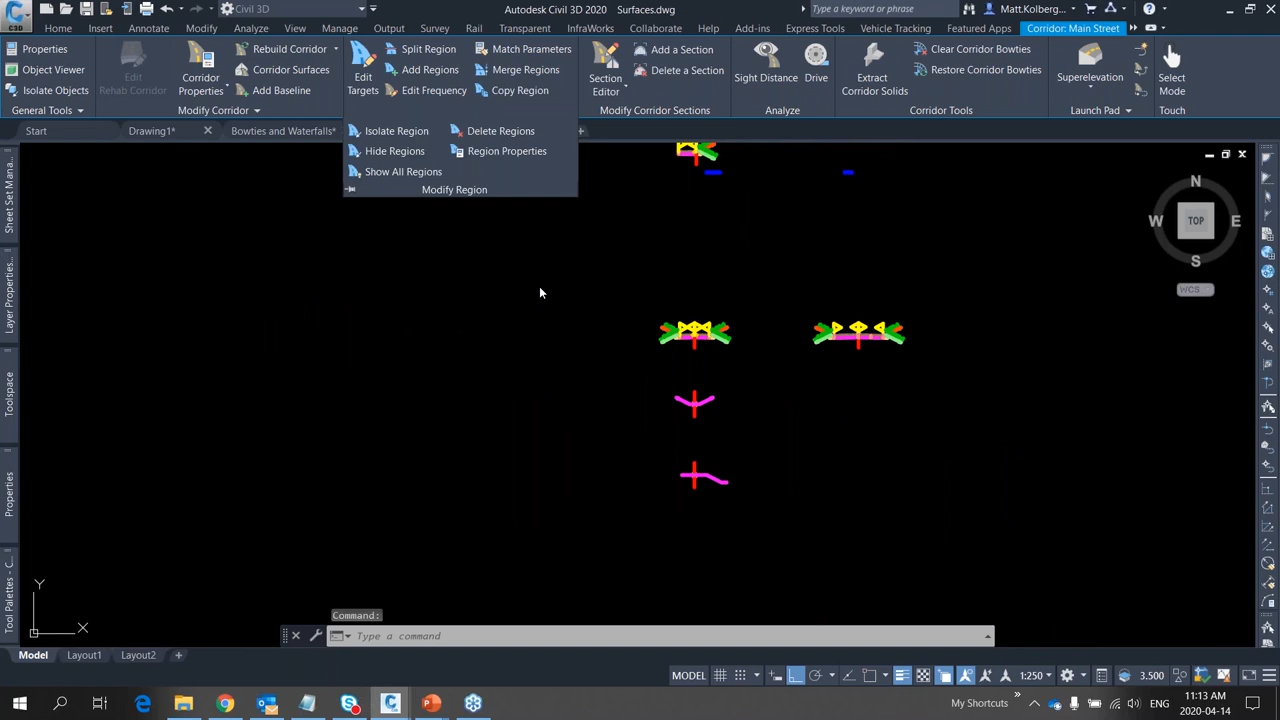 Civil 3D
Autodesk Civil 3D 2020 Surfaces.dwg
Type a keyword or phrase
Matt.Kolberg...
C3D
Home Insert Annotate Modify Analyze View Manage Output Survey Rail Transparent InfraWorks Collaborate Help Add-ins Express Tools Vehicle Tracking Featured Apps Corridor: Main Street
Properties
Object Viewer
Isolate Objects
General Tools
Edit
Rehab Corridor
Corridor
Properties
Rebuild Corridor
Corridor Surfaces
Add Baseline
Modify Corridor
Edit
Targets
Split Region
Add Regions
Edit Frequency
Match Parameters
Merge Regions
Copy Region
Isolate Region
Delete Regions
Hide Regions
Region Properties
Show All Regions
Modify Region
Section
Editor
Add a Section
Delete a Section
Modify Corridor Sections
Sight Distance
Drive
Analyze
Extract
Corridor Solids
Clear Corridor Bowties
Restore Corridor Bowties
Corridor Tools
Superelevation
Launch Pad
Select
Mode
Touch
Start Drawing1* Bowties and Waterfalls*
Sheet Set Mana...
Layer Properties...
Toolspace
Properties
Tool Palettes - C...
N
W TOP E
S
WCS
Y
X
Command:
Type a command
Model Layout1 Layout2
MODEL
1:250
3.500
My Shortcuts
ENG
11:13 AM
2020-04-14